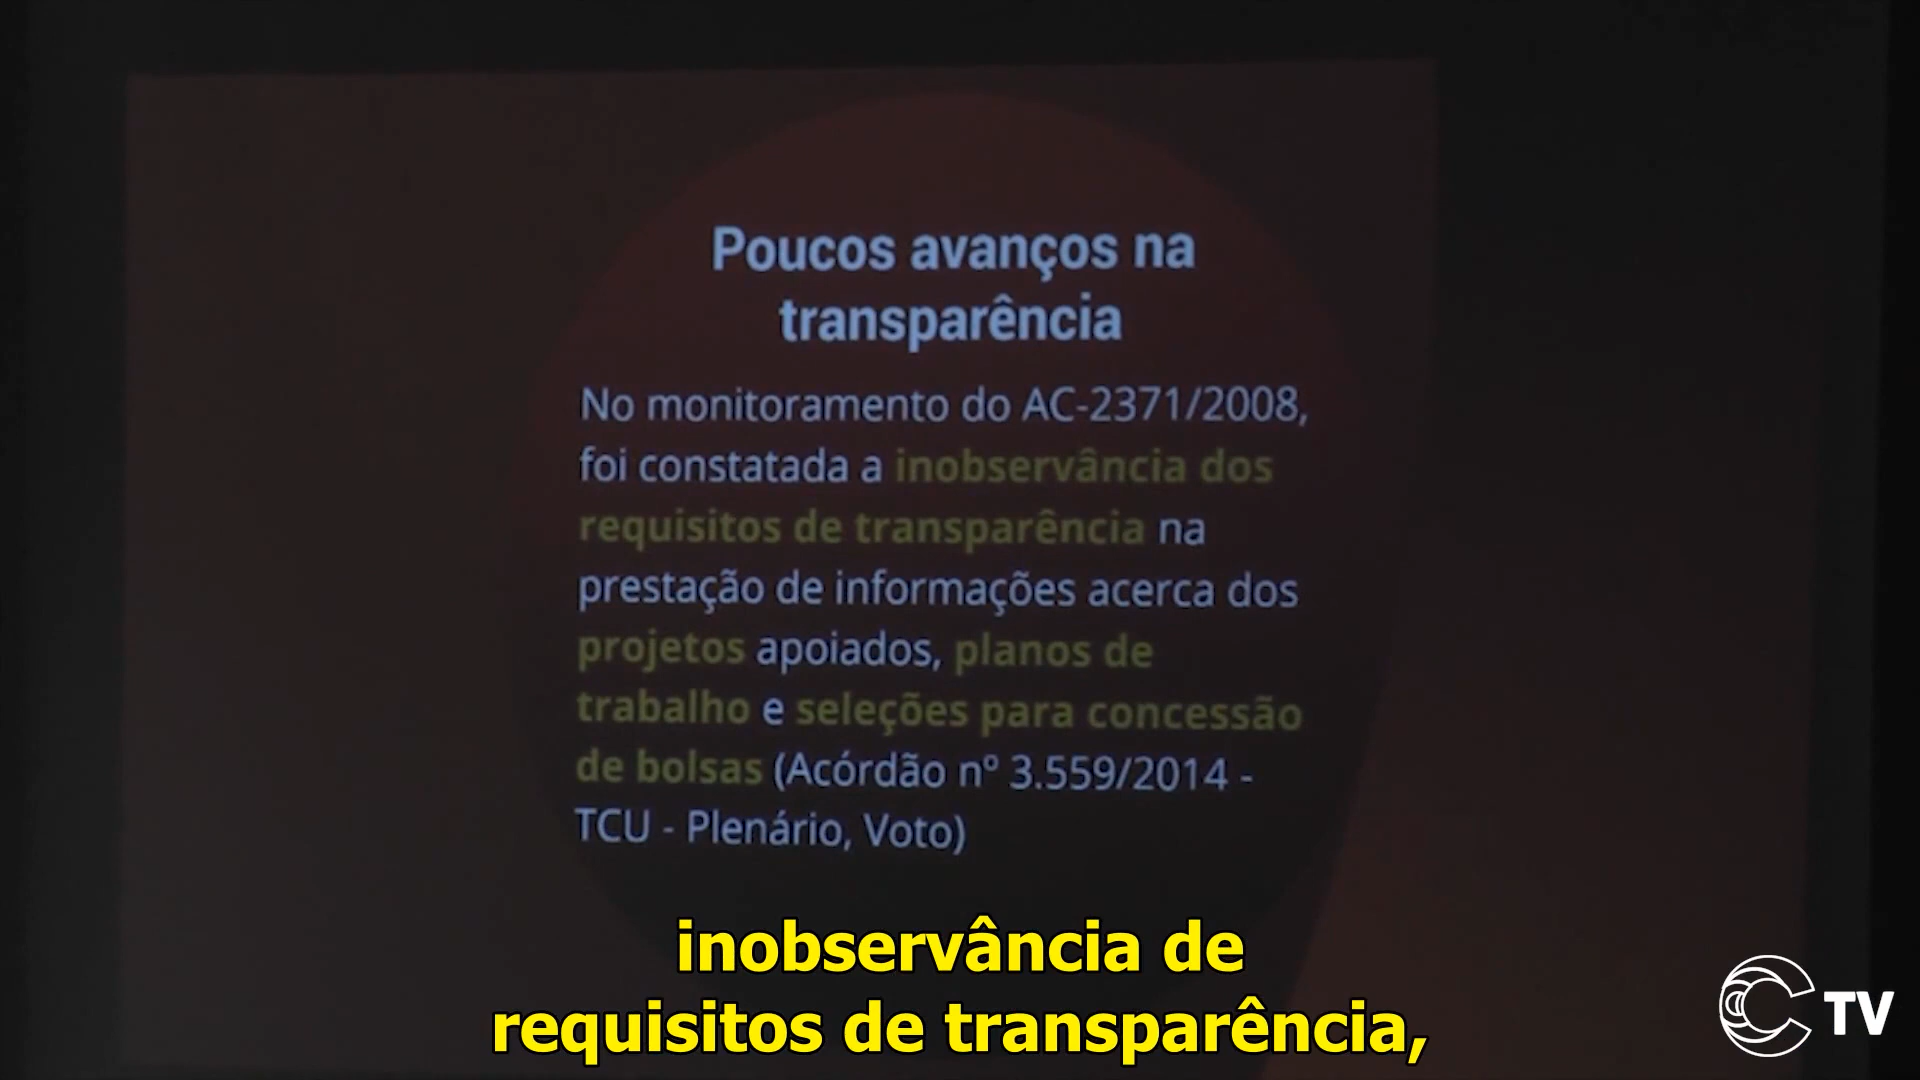 Poucos avanços na
transparência
No monitoramento do AC-2371/2008,
foi constatada a inobservância dos
requisitos de transparência na
prestação de informações acerca dos
projetos apoiados, planos de
trabalho e seleções para concessão
de bolsas (Acórdão nº 3.559/2014 -
TCU - Plenário, Voto)
inobservância de
requisitos de transparência,
TV